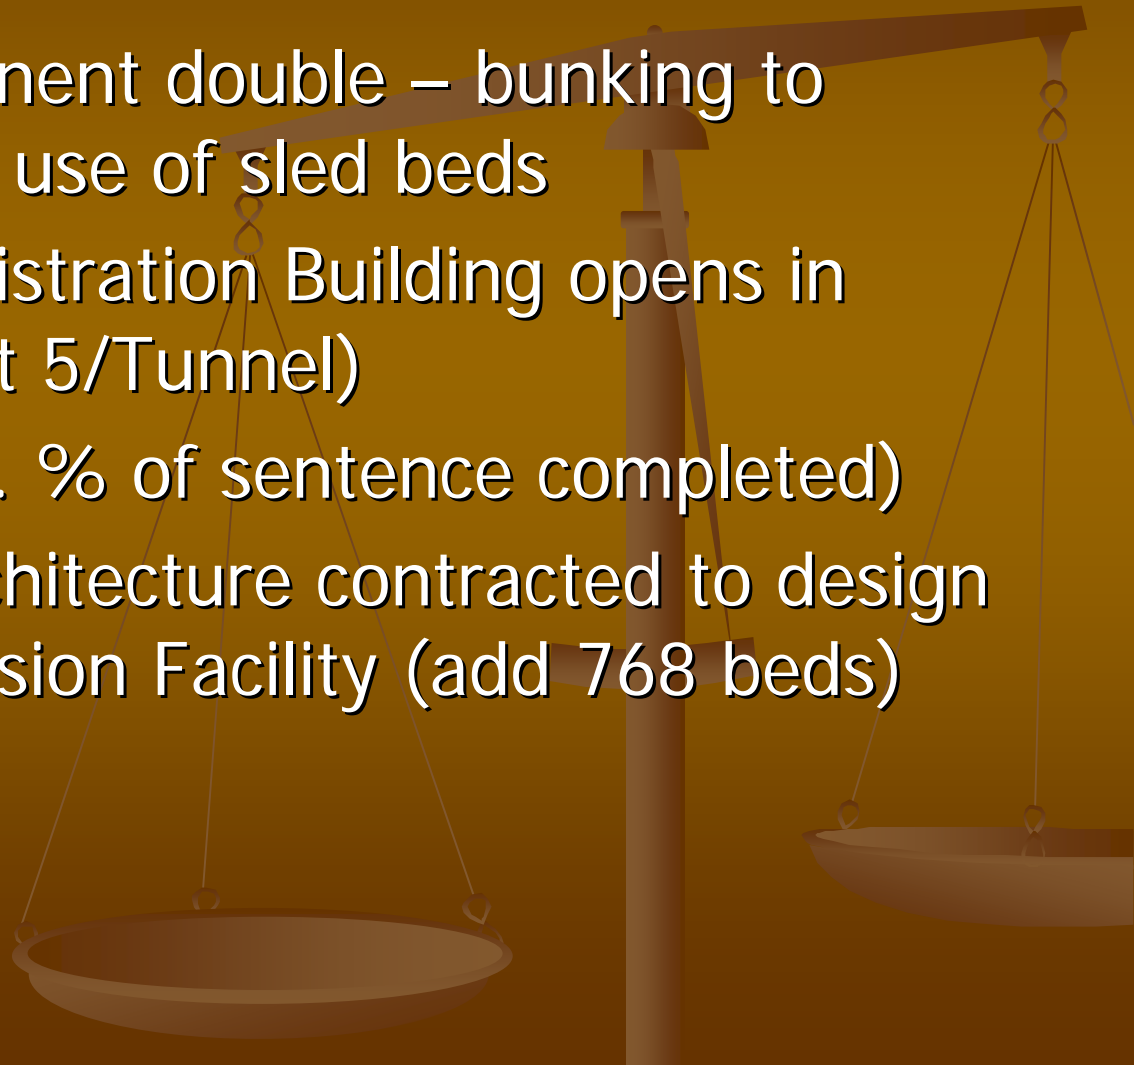 nent double – bunking to
use of sled beds
istration Building opens in
t 5/Tunnel)
. % of sentence completed)
chitecture contracted to design
sion Facility (add 768 beds)